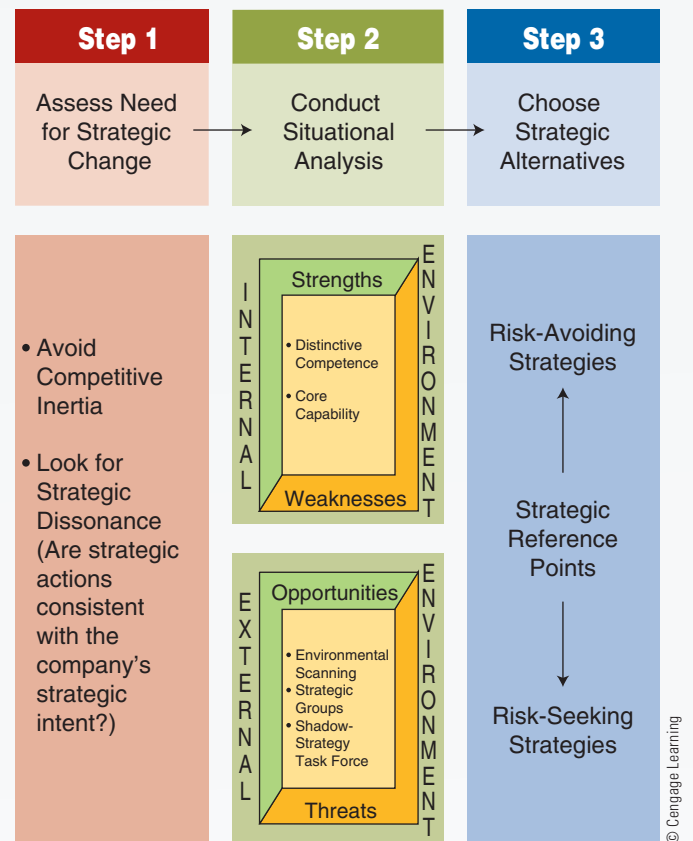 Step 1
Assess Need
for Strategic
Change
Step 2
Conduct
Situational
Analysis
Step 3
Choose
Strategic
Alternatives
• Avoid
Competitive
Inertia
• Look for
Strategic
Dissonance
(Are strategic
actions
consistent
with the
company's
strategic
intent?)
INTERNAL
ENVIRONMENT
Strengths
• Distinctive
Competence
• Core
Capability
Weaknesses
EXTERNAL
ENVIRONMENT
Opportunities
• Environmental
Scanning
• Strategic
Groups
• Shadow-
Strategy
Task Force
Threats
Risk-Avoiding
Strategies
Strategic
Reference
Points
Risk-Seeking
Strategies
© Cengage Learning